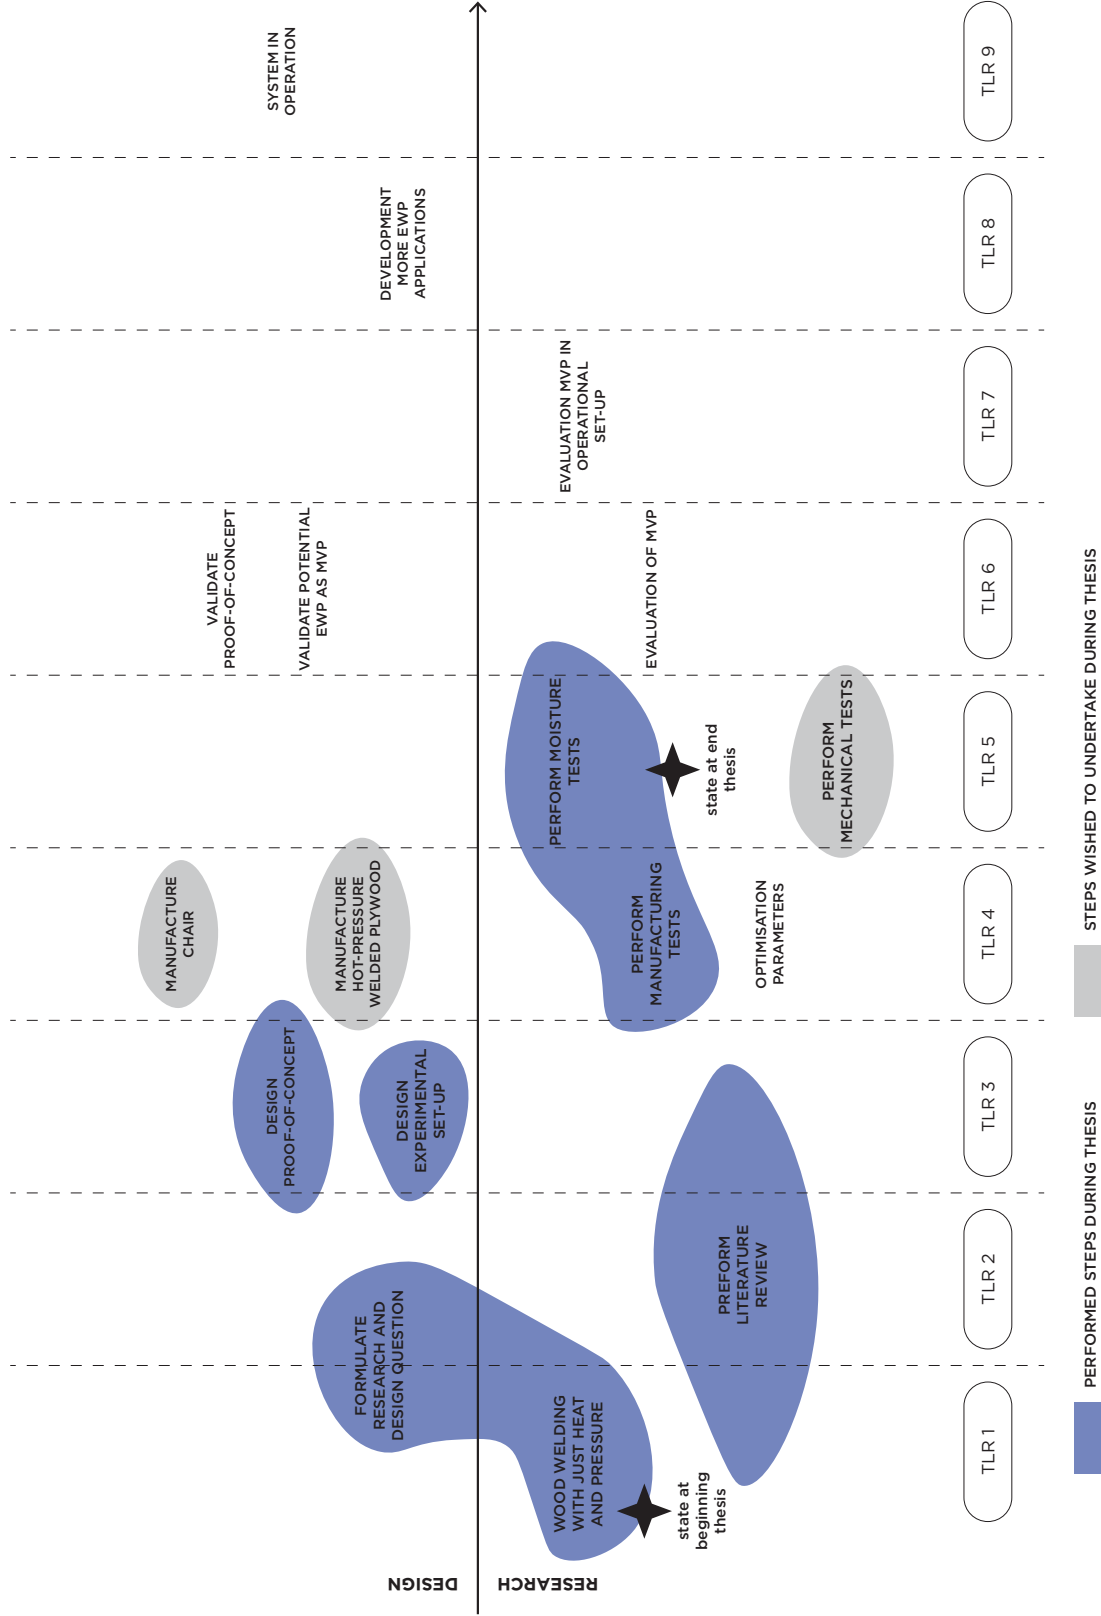 DESIGN
RESEARCH
FORMULATE
RESEARCH AND
DESIGN QUESTION
WOOD WELDING
WITH JUST HEAT
AND PRESSURE
state at
beginning
thesis
PREFORM
LITERATURE
REVIEW
DESIGN
PROOF-OF-CONCEPT
DESIGN
EXPERIMENTAL
SET-UP
MANUFACTURE
CHAIR
MANUFACTURE
HOT-PRESSURE
WELDED PLYWOOD
PERFORM
MANUFACTURING
TESTS
OPTIMISATION
PARAMETERS
PERFORM MOISTURE
TESTS
state at end
thesis
PERFORM
MECHANICAL TESTS
VALIDATE
PROOF-OF-CONCEPT
VALIDATE POTENTIAL
EWP AS MVP
EVALUATION OF MVP
EVALUATION MVP IN
OPERATIONAL
SET-UP
DEVELOPMENT
MORE EWP
APPLICATIONS
SYSTEM IN
OPERATION
TLR 1
TLR 2
TLR 3
TLR 4
TLR 5
TLR 6
TLR 7
TLR 8
TLR 9
PERFORMED STEPS DURING THESIS
STEPS WISHED TO UNDERTAKE DURING THESIS